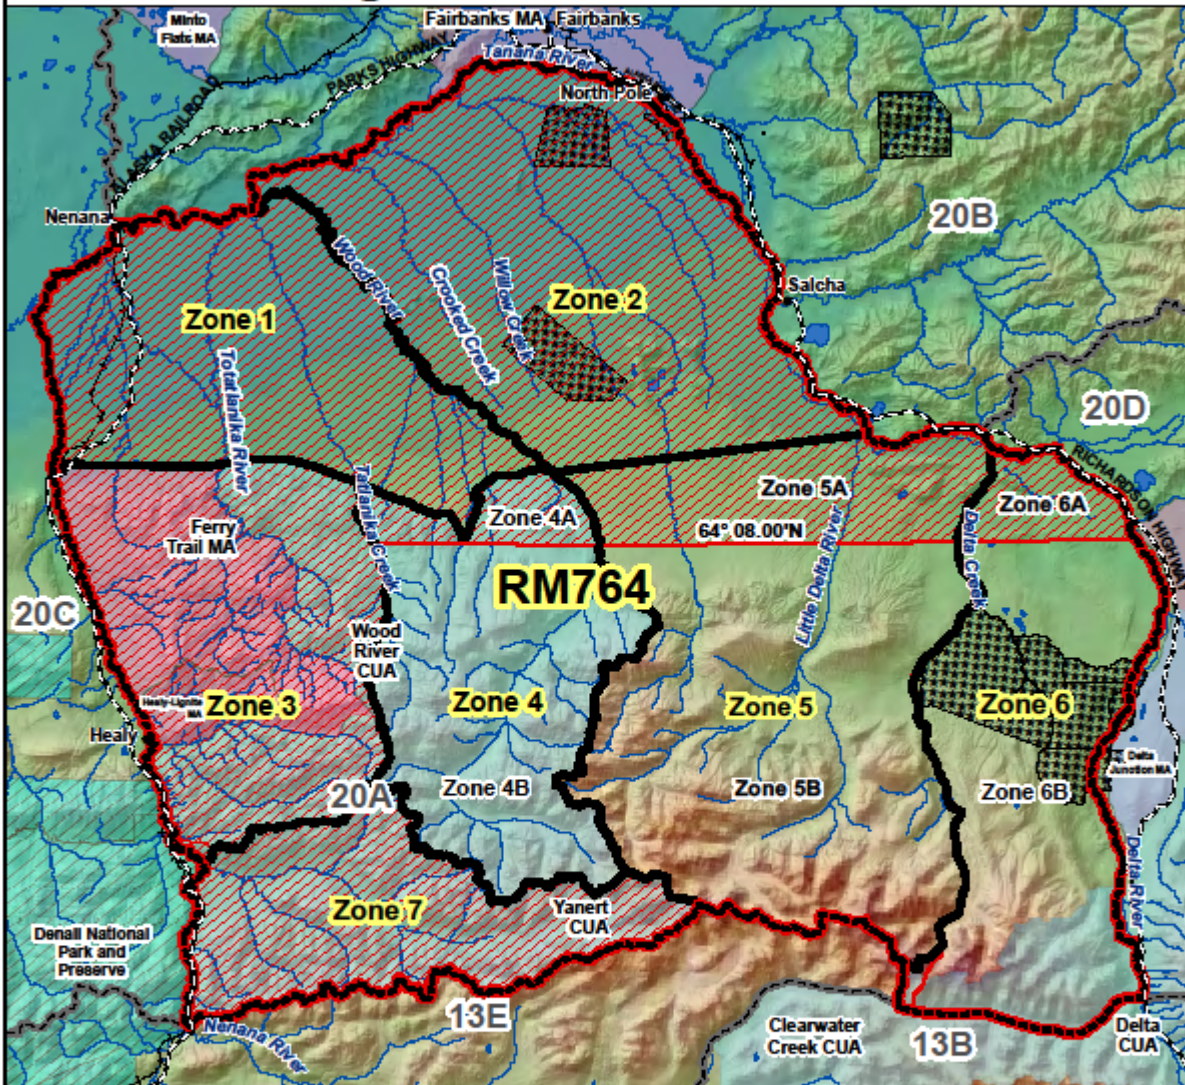 Minto
Flats MA
Fairbanks MA
Fairbanks
PARKS HIGHWAY
Tanana River
ALASKA RAILROAD
North Pole
Nenana
20B
Salcha
Wood River
Crooked Creek
Willow Creek
Zone 2
Zone 1
Totatlanika River
20D
RICHARDSON HIGHWAY
Tatlanika Creek
Zone 5A
Zone 6A
Zone 4A
64° 08.00'N
Ferry
Trail MA
Delta Creek
Little Delta River
RM764
20C
Wood
River
CUA
Healy-Lignite
MA
Zone 3
Zone 4
Zone 5
Zone 6
Healy
Delta
Junction MA
20A
Zone 4B
Zone 5B
Zone 6B
Delta River
Zone 7
Yanert
CUA
Denali National
Park and
Preserve
13E
Nenana River
Clearwater
Creek CUA
13B
Delta
CUA